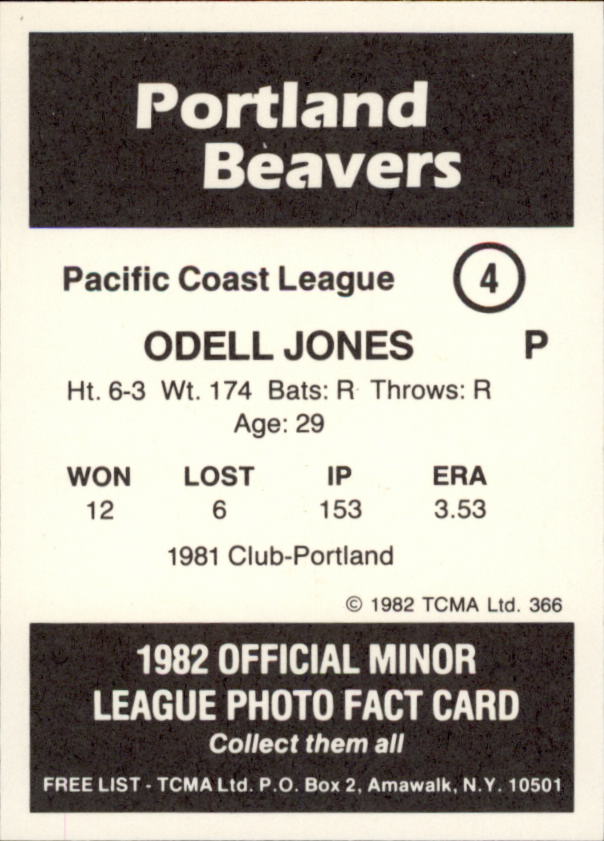 Portland
Beavers
Pacific Coast League 4
ODELL JONES P
Ht. 6-3 Wt. 174 Bats: R Throws: R
Age: 29
WON LOST IP ERA
12 6 153 3.53
1981 Club-Portland
© 1982 TCMA Ltd. 366
1982 OFFICIAL MINOR
LEAGUE PHOTO FACT CARD
Collect them all
FREE LIST - TCMA Ltd. P.O. Box 2, Amawalk, N.Y. 10501